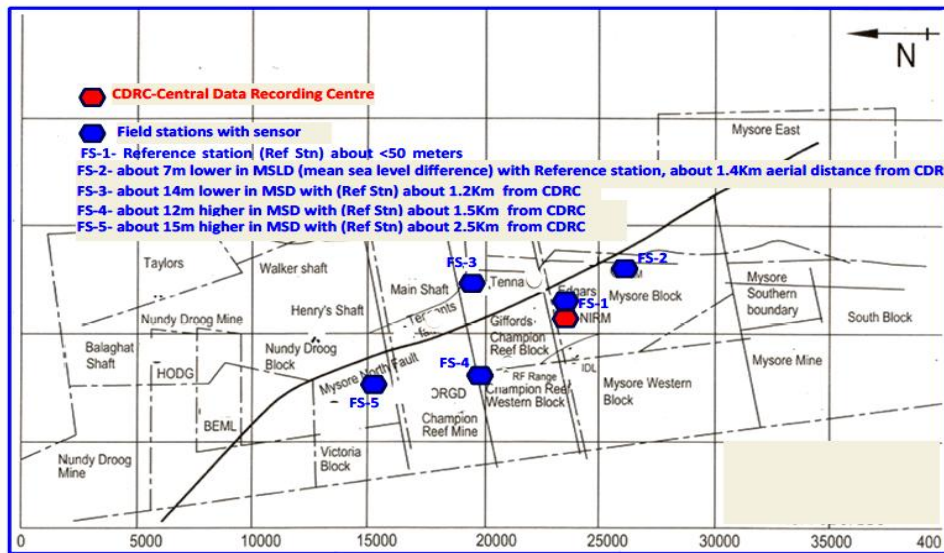 N
CDRC-Central Data Recording Centre
Field stations with sensor
FS-1- Reference station (Ref Stn) about <50 meters
FS-2- about 7m lower in MSLD (mean sea level difference) with Reference station, about 1.4Km aerial distance from CDR
FS-3- about 14m lower in MSD with (Ref Stn) about 1.2Km from CDRC
FS-4- about 12m higher in MSD with (Ref Stn) about 1.5Km from CDRC
FS-5- about 15m higher in MSD with (Ref Stn) about 2.5Km from CDRC
Mysore East
Taylors
Walker shaft
FS-3
FS-2
Main Shaft
Tenna
Edgars
FS-1
Mysore Block
Mysore
Southern
boundary
Henry's Shaft
Nundy Droog Mine
Giffords
NIRM
South Block
Balaghat
Shaft
HODG
Nundy Droog
Block
Mysore North Fault
Champion
Reef Block
FS-4
RF Range
IDL
Mysore Mine
FS-5
Champion Reef
Western Block
Mysore Western
Block
BEML
Champion
Reef Mine
Victoria
Block
Nundy Droog
Mine
0
5000
10000
15000
20000
25000
30000
35000
400